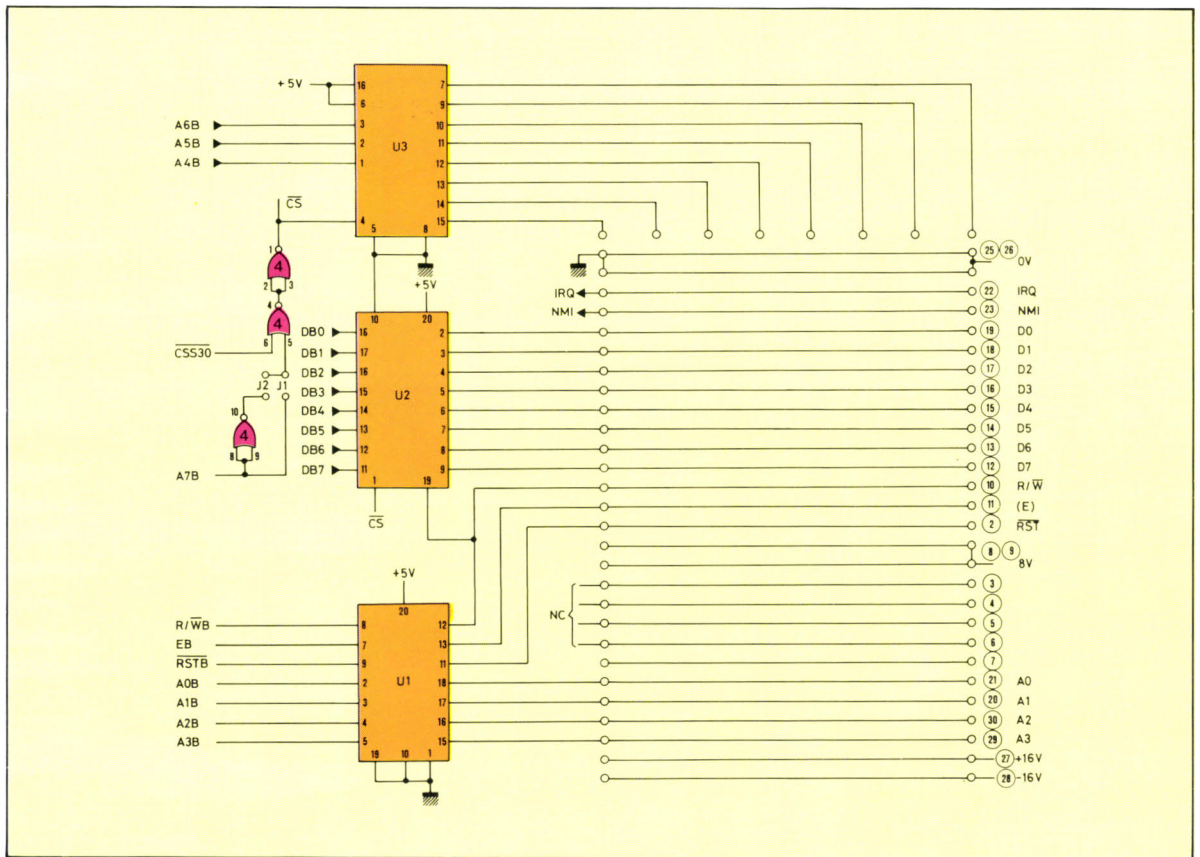 +5V 16 7
6 9
A6B 3 10
A5B 2 U3 11
A4B 1 12
13
14
C̅S̅ 4 15
5 8
1
4
2 3
+5V
25 26 0V
IRQ 22 IRQ
NMI 23 NMI
4
4
6 5
10 20
DB0 16 2 19 D0
DB1 17 3 18 D1
C̅S̅S̅3̅0̅
DB2 16 4 17 D2
J2 J1
DB3 15 U2 5 16 D3
DB4 14 6 15 D4
10
4
8 9
DB5 13 7 14 D5
DB6 12 8 13 D6
DB7 11 9 12 D7
A7B
1 19
10 R/W̅
C̅S̅
11 (E)
2 R̅S̅T̅
8 9 8V
+5V
20
NC 3
4
5
6
7
R/W̅B 8 12
EB 7 13
R̅S̅T̅B̅ 9 11
A0B 2 U1 18 21 A0
A1B 3 17 20 A1
A2B 4 16 30 A2
A3B 5 15 29 A3
19 10 1
27 +16V
28 -16V